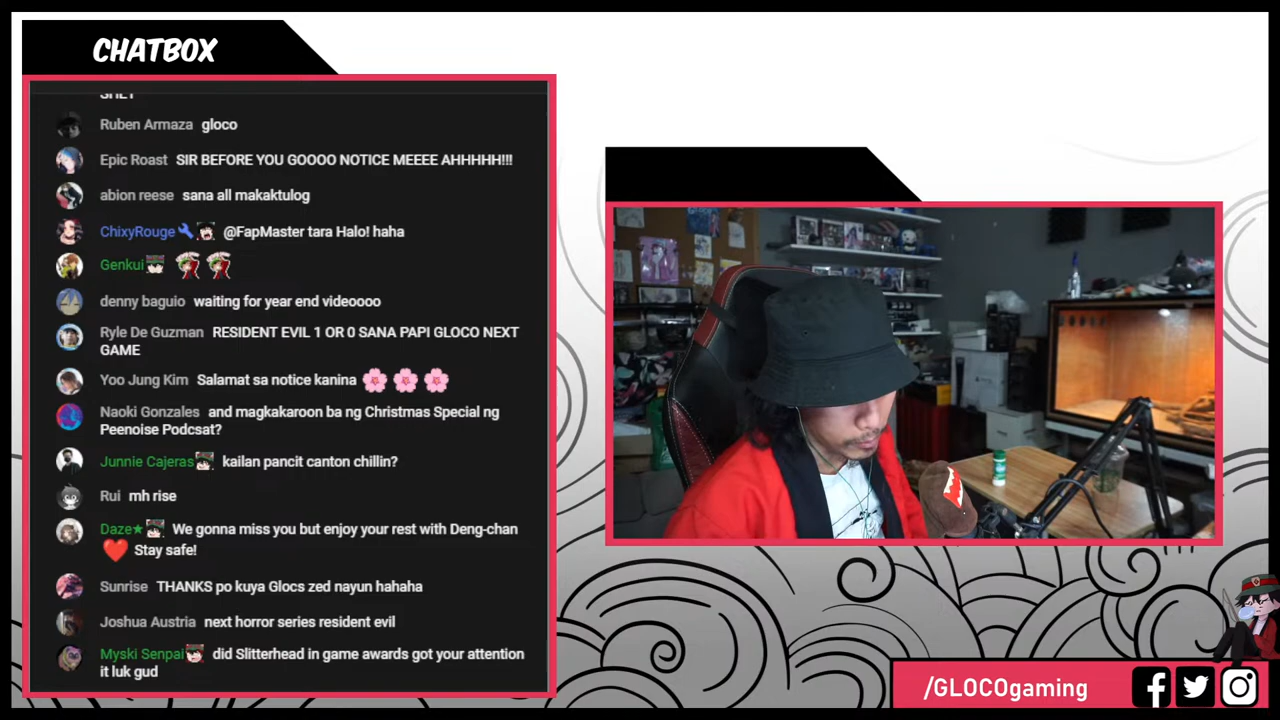 CHATBOX
Ruben Armaza gloco
Epic Roast SIR BEFORE YOU GOOOO NOTICE MEEEE AHHHHH!!!
abion reese sana all makaktulog
ChixyRouge @FapMaster tara Halo! haha
Genkui
denny baguio waiting for year end videoooo
Ryle De Guzman RESIDENT EVIL 1 OR 0 SANA PAPI GLOCO NEXT
GAME
Yoo Jung Kim Salamat sa notice kanina
Naoki Gonzales and magkakaroon ba ng Christmas Special ng
Peenoise Podcsat?
Junnie Cajeras kailan pancit canton chillin?
Rui mh rise
Daze★ We gonna miss you but enjoy your rest with Deng-chan
Stay safe!
Sunrise THANKS po kuya Glocs zed nayun hahaha
Joshua Austria next horror series resident evil
Myski Senpai did Slitterhead in game awards got your attention
it luk gud
/GLOCOgaming